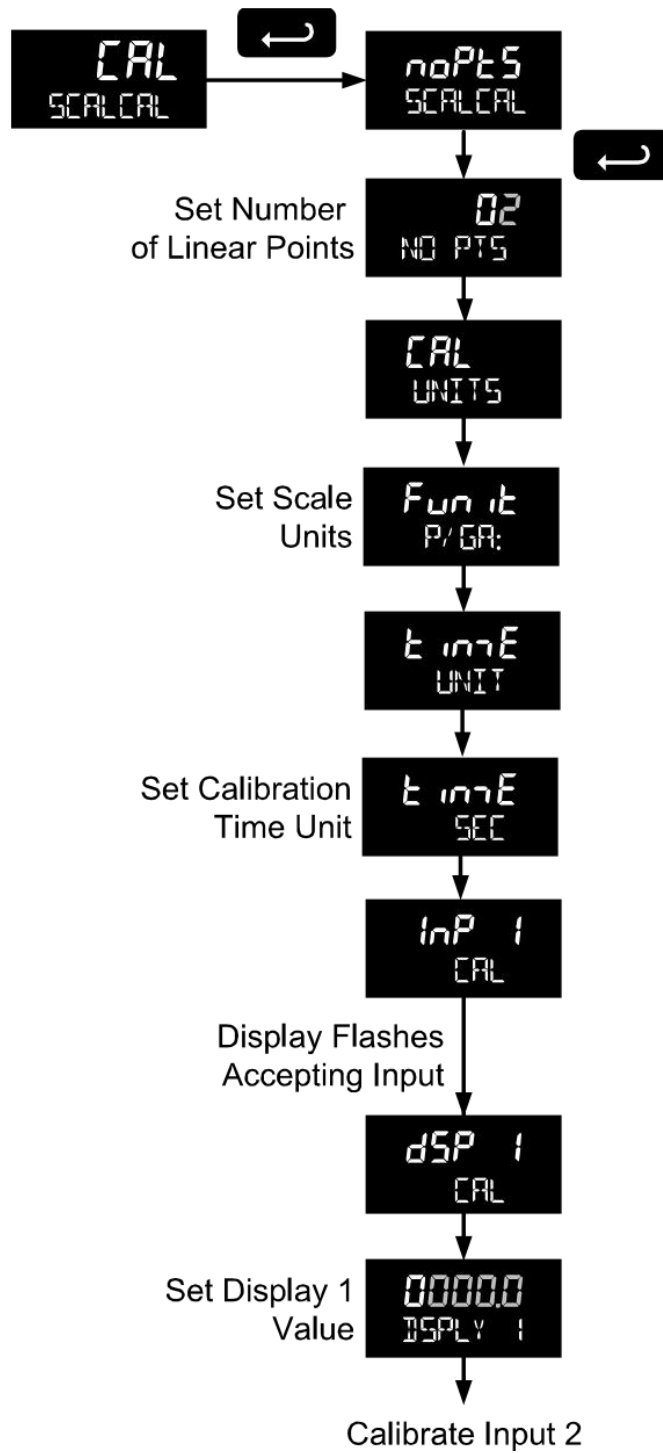 CAL
SCALCAL
noPtS
SCALCAL
Set Number
of Linear Points
02
NO PTS
CAL
UNITS
Set Scale
Units
Funit
P/GA:
timE
UNIT
Set Calibration
Time Unit
timE
SEC
InP 1
CAL
Display Flashes
Accepting Input
dSP 1
CAL
Set Display 1
Value
0000.0
DSPLY 1
Calibrate Input 2